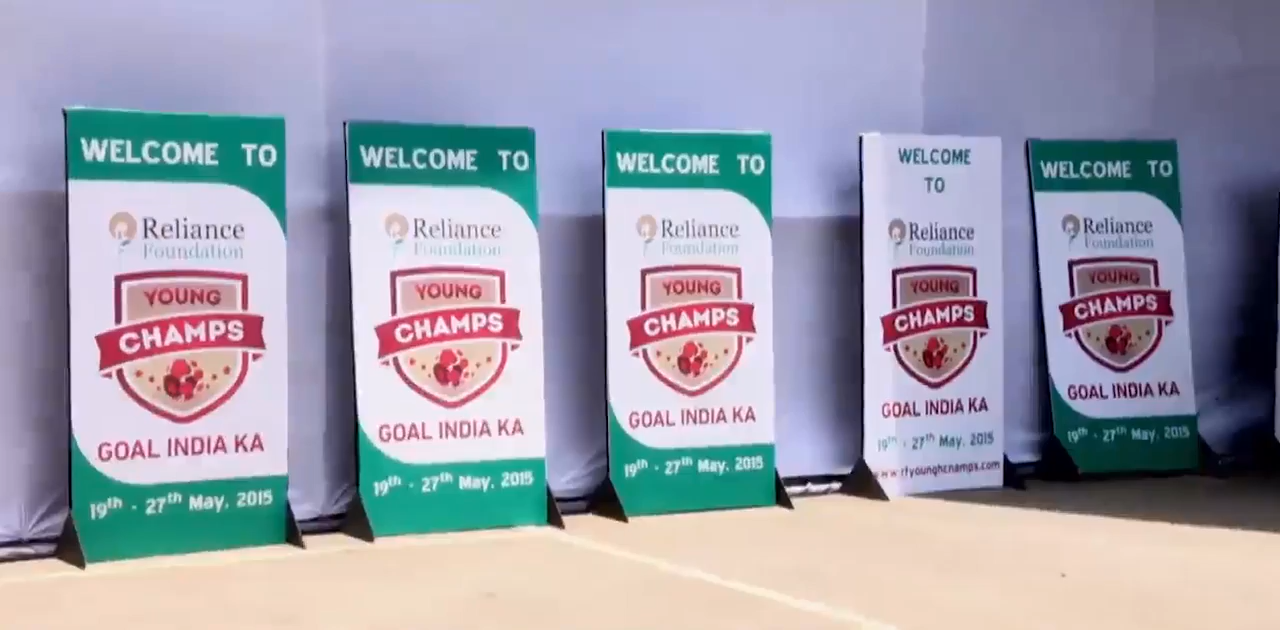 WELCOME TO
Reliance
Foundation
YOUNG
CHAMPS
GOAL INDIA KA
19th - 27th May, 2015
WELCOME TO
Reliance
Foundation
YOUNG
CHAMPS
GOAL INDIA KA
19th - 27th May, 2015
WELCOME TO
Reliance
Foundation
YOUNG
CHAMPS
GOAL INDIA KA
19th - 27th May, 2015
WELCOME
TO
Reliance
Foundation
YOUNG
CHAMPS
GOAL INDIA KA
19th - 27th May, 2015
WELCOME TO
Reliance
Foundation
YOUNG
CHAMPS
GOAL INDIA KA
19th - 27th May, 2015